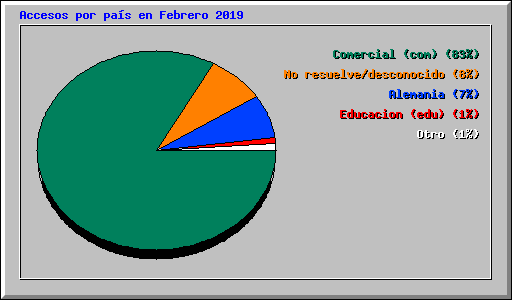 Accesos por país en Febrero 2019
Comercial (com) (83%)
No resuelve/desconocido (8%)
Alemania (7%)
Educacion (edu) (1%)
Otro (1%)